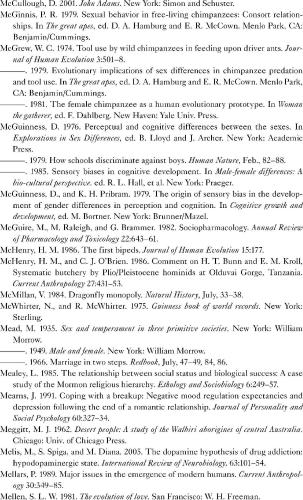 McCullough, D. 2001. John Adams. New York: Simon and Schuster.
McGinnis, P. R. 1979. Sexual behavior in free-living chimpanzees: Consort relation-
ships. In The great apes, ed. D. A. Hamburg and E. R. McCown. Menlo Park, CA:
Benjamin/Cummings.
McGrew, W. C. 1974. Tool use by wild chimpanzees in feeding upon driver ants. Jour-
nal of Human Evolution 3:501–8.
———. 1979. Evolutionary implications of sex differences in chimpanzee predation
and tool use. In The great apes, ed. D. A. Hamburg and E. R. McCown. Menlo Park,
CA: Benjamin/Cummings.
———. 1981. The female chimpanzee as a human evolutionary prototype. In Woman
the gatherer, ed. F. Dahlberg. New Haven: Yale Univ. Press.
McGuinness, D. 1976. Perceptual and cognitive differences between the sexes. In
Explorations in Sex Differences, ed. B. Lloyd and J. Archer. New York: Academic
Press.
———. 1979. How schools discriminate against boys. Human Nature, Feb., 82–88.
———. 1985. Sensory biases in cognitive development. In Male-female differences: A
bio-cultural perspective. ed. R. L. Hall, et al. New York: Praeger.
McGuinness, D., and K. H. Pribram. 1979. The origin of sensory bias in the develop-
ment of gender differences in perception and cognition. In Cognitive growth and
development, ed. M. Bortner. New York: Brunner/Mazel.
McGuire, M., M. Raleigh, and G. Brammer. 1982. Sociopharmacology. Annual Review
of Pharmacology and Toxicology 22:643–61.
McHenry, H. M. 1986. The first bipeds. Journal of Human Evolution 15:177.
McHenry, H. M., and C. J. O'Brien. 1986. Comment on H. T. Bunn and E. M. Kroll,
Systematic butchery by Plio/Pleistocene hominids at Olduvai Gorge, Tanzania.
Current Anthropology 27:431–53.
McMillan, V. 1984. Dragonfly monopoly. Natural History, July, 33–38.
McWhirter, N., and R. McWhirter. 1975. Guinness book of world records. New York:
Sterling.
Mead, M. 1935. Sex and temperament in three primitive societies. New York: William
Morrow.
———. 1949. Male and female. New York: William Morrow.
———. 1966. Marriage in two steps. Redbook, July, 47–49, 84, 86.
Mealey, L. 1985. The relationship between social status and biological success: A case
study of the Mormon religious hierarchy. Ethology and Sociobiology 6:249–57.
Mearns, J. 1991. Coping with a breakup: Negative mood regulation expectancies and
depression following the end of a romantic relationship. Journal of Personality and
Social Psychology 60:327–34.
Meggitt, M. J. 1962. Desert people: A study of the Walbiri aborigines of central Australia.
Chicago: Univ. of Chicago Press.
Melis, M., S. Spiga, and M. Diana. 2005. The dopamine hypothesis of drug addiction:
hypodopaminergic state. International Review of Neurobiology. 63:101–54.
Mellars, P. 1989. Major issues in the emergence of modern humans. Current Anthropol-
ogy 30:349–85.
Mellen, S. L. W. 1981. The evolution of love. San Francisco: W. H. Freeman.